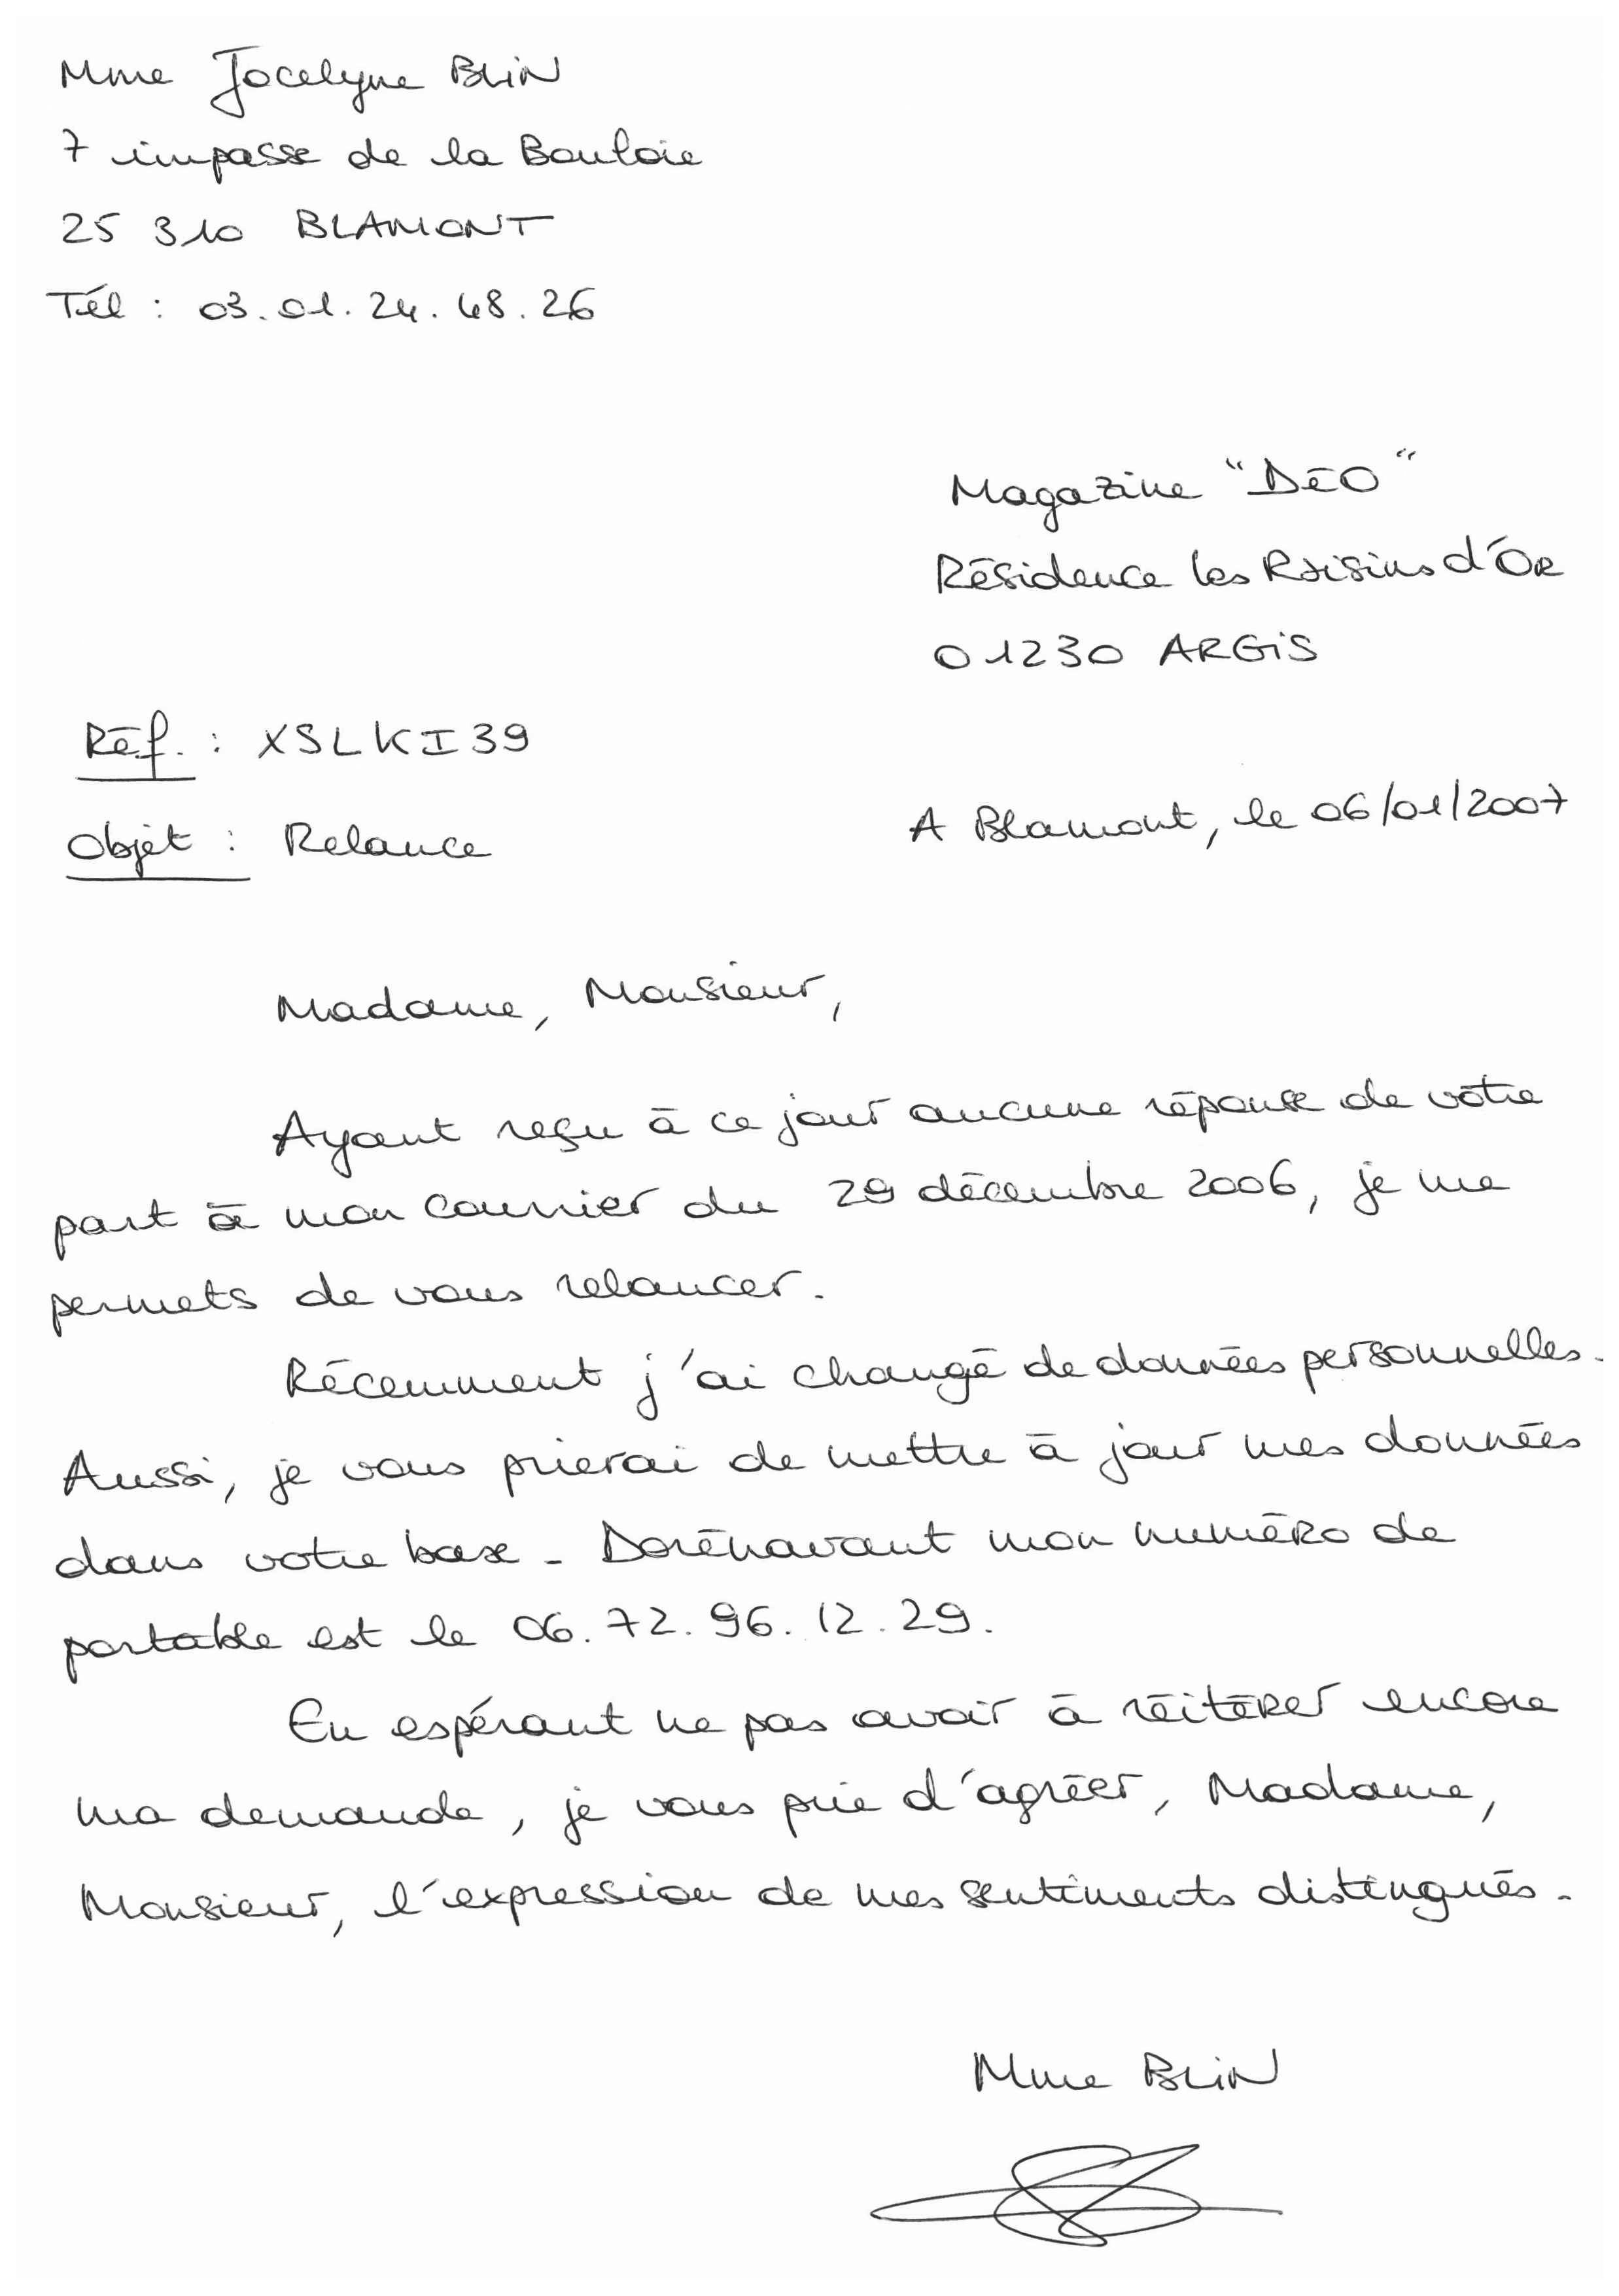 Mme Jocelyne BLIN
7 impasse de la Bouloie
25 310 BLAMONT
Tél : 03.01.24.48.26
Magazine "DéO"
Résidence les Raisins d'Or
01230 ARGIS
Réf. : XSLKI39
Objet : Relance
A Blamont, le 06/01/2007
Madame, Monsieur,
Ayant reçu à ce jour aucune réponse de vôtre
part à mon courrier du 29 décembre 2006, je me
permets de vous relancer.
Récemment j'ai changé de données personnelles.
Aussi, je vous prierai de mettre à jour mes données
dans votre base. Dorénavant mon numéro de
portable est le 06.72.96.12.29.
En espérant ne pas avoir à réitérer encore
ma demande, je vous prie d'agréer, Madame,
Monsieur, l'expression de mes sentiments distingués.
Mme BLIN